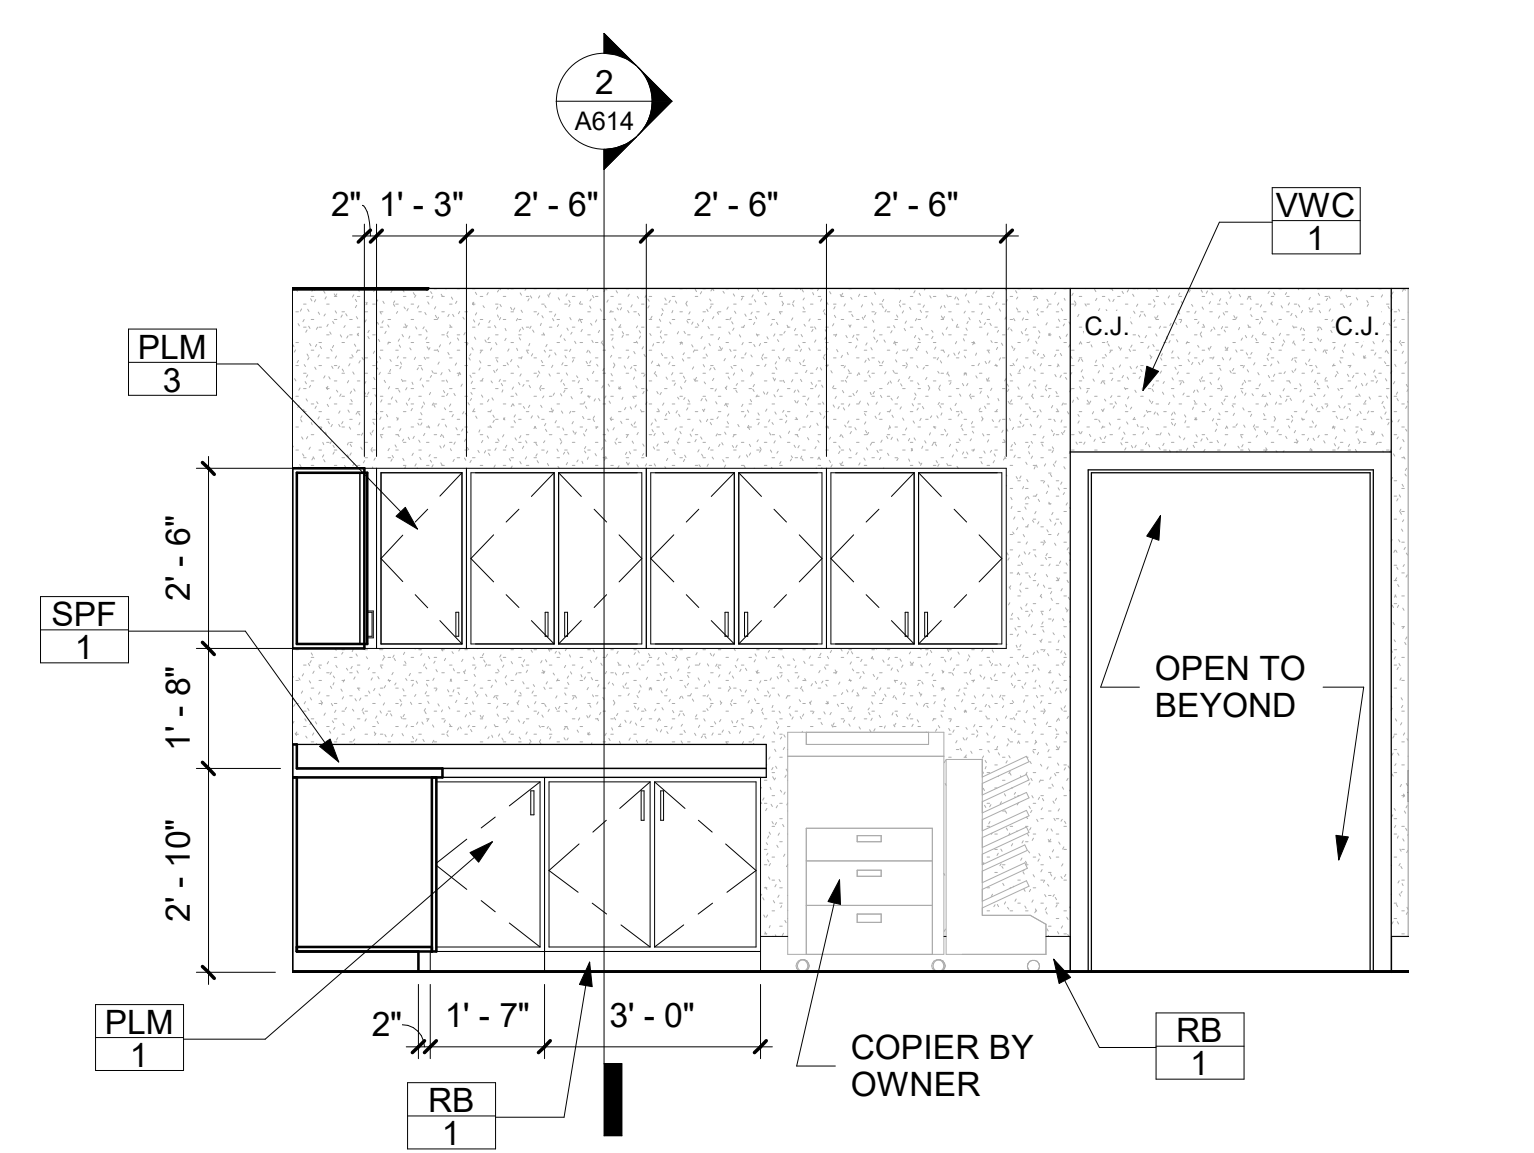 2
A614
2" 1' - 3" 2' - 6" 2' - 6" 2' - 6"
VWC
1
C.J. C.J.
PLM
3
2' - 6"
SPF
1
1' - 8"
OPEN TO
BEYOND
2' - 10"
PLM
1
2" 1' - 7" 3' - 0"
RB
1
COPIER BY
OWNER
RB
1